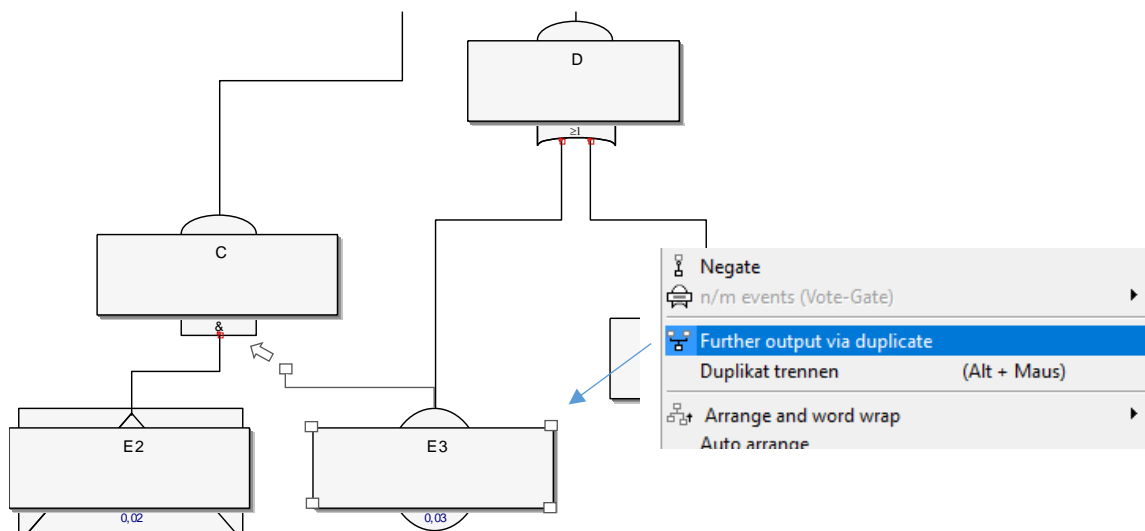 D
≥1
C
&
Negate
n/m events (Vote-Gate)
Further output via duplicate
Duplikat trennen (Alt + Maus)
Arrange and word wrap
Auto arrange
E2
E3
0,02
0,03